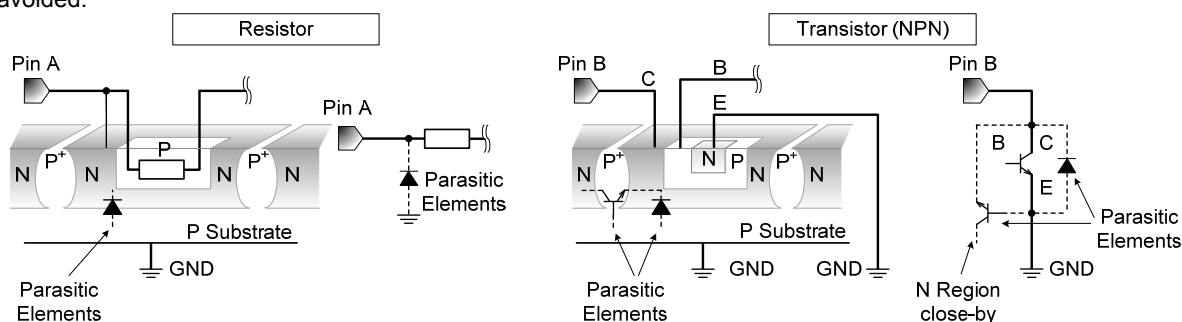 avoided.
Resistor
Transistor (NPN)
Pin A
Pin A
N
P+
N
P
N
P+
N
Parasitic
Elements
P Substrate
GND
Parasitic
Elements
Pin B
C
B
E
N
P+
N
N
P
N
P+
N
P Substrate
GND
GND
Parasitic
Elements
Pin B
B
C
E
Parasitic
Elements
GND
N Region
close-by